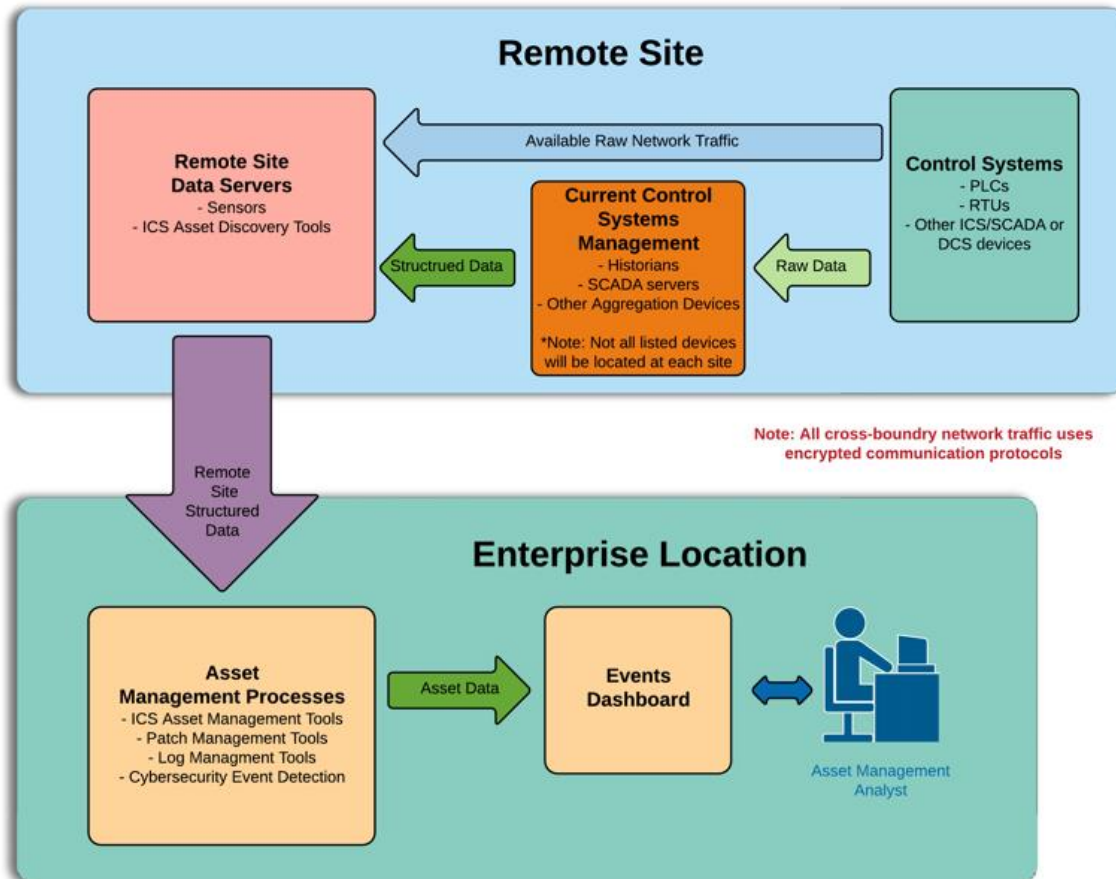 Remote Site
Remote Site
Data Servers
- Sensors
- ICS Asset Discovery Tools
Available Raw Network Traffic
Structrued Data
Current Control
Systems
Management
- Historians
- SCADA servers
- Other Aggregation Devices
*Note: Not all listed devices
will be located at each site
Raw Data
Control Systems
- PLCs
- RTUs
- Other ICS/SCADA or
DCS devices
Note: All cross-boundry network traffic uses
encrypted communication protocols
Remote
Site
Structured
Data
Enterprise Location
Asset
Management Processes
- ICS Asset Management Tools
- Patch Management Tools
- Log Managment Tools
- Cybersecurity Event Detection
Asset Data
Events
Dashboard
Asset Management
Analyst